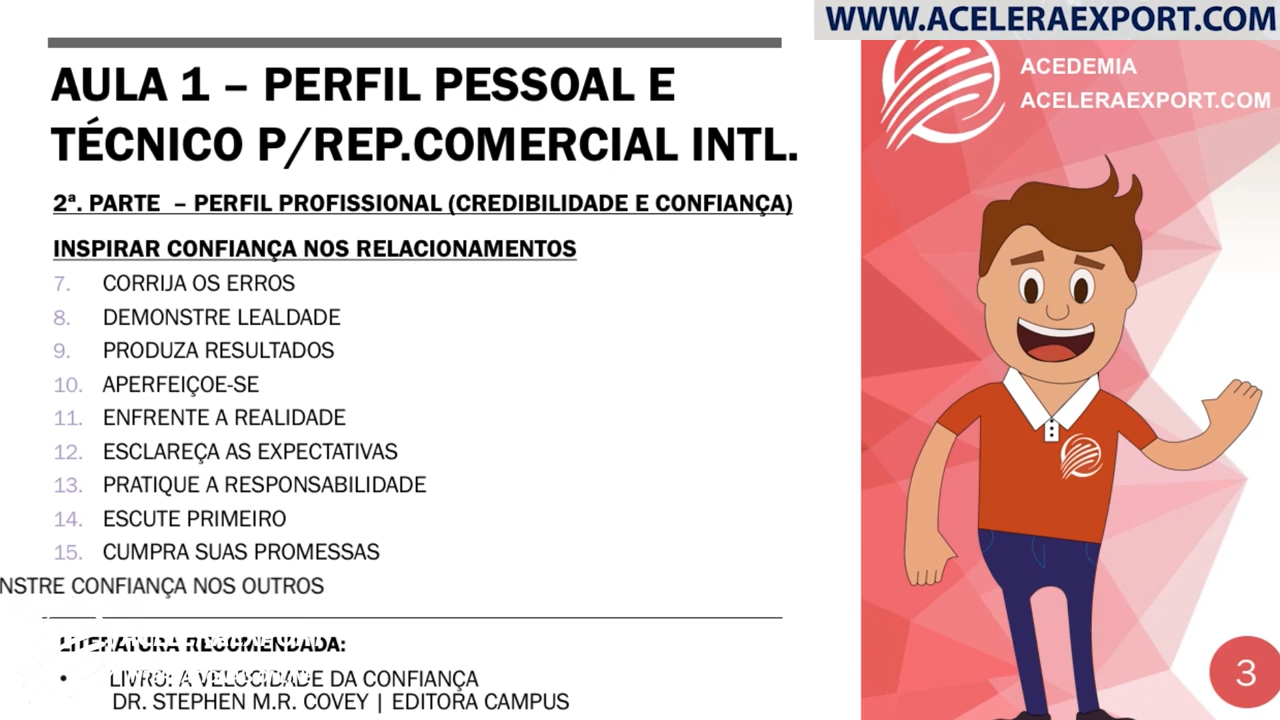 WWW.ACELERAEXPORT.COM
ACEDEMIA
ACELERAEXPORT.COM
AULA 1 – PERFIL PESSOAL E
TÉCNICO P/REP.COMERCIAL INTL.
2ª. PARTE – PERFIL PROFISSIONAL (CREDIBILIDADE E CONFIANÇA)
INSPIRAR CONFIANÇA NOS RELACIONAMENTOS
7. CORRIJA OS ERROS
8. DEMONSTRE LEALDADE
9. PRODUZA RESULTADOS
10. APERFEIÇOE-SE
11. ENFRENTE A REALIDADE
12. ESCLAREÇA AS EXPECTATIVAS
13. PRATIQUE A RESPONSABILIDADE
14. ESCUTE PRIMEIRO
15. CUMPRA SUAS PROMESSAS
NSTRE CONFIANÇA NOS OUTROS
LITERATURA RECOMENDADA:
• LIVRO: A VELOCIDADE DA CONFIANÇA
DR. STEPHEN M.R. COVEY | EDITORA CAMPUS
3